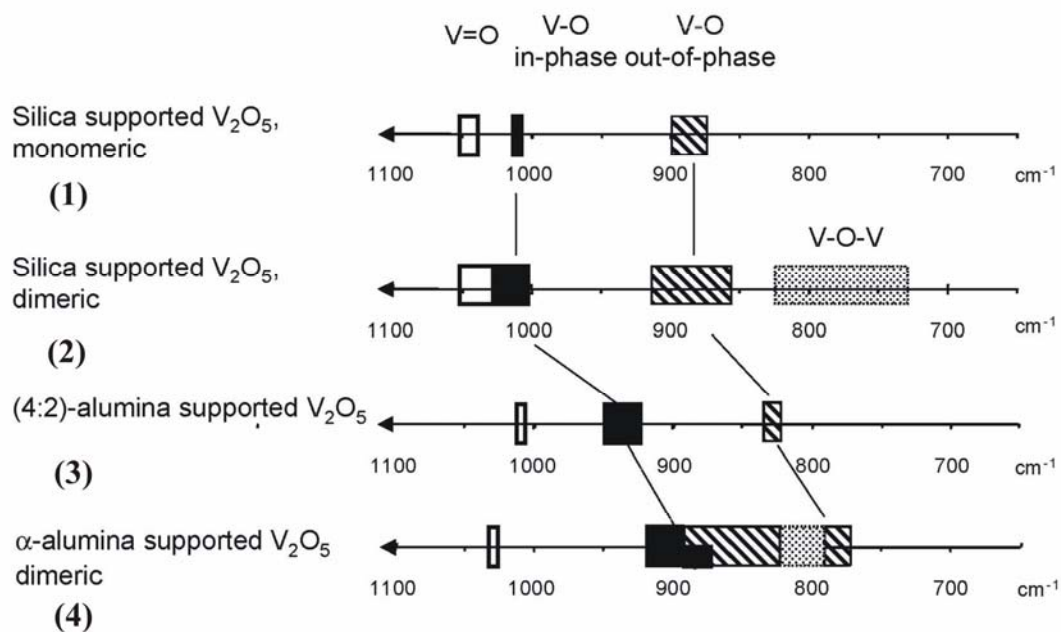 V=O V-O V-O
in-phase out-of-phase
Silica supported V₂O₅,
monomeric
(1)
1100 1000 900 800 700 cm⁻¹
V-O-V
Silica supported V₂O₅,
dimeric
(2)
1100 1000 900 800 700 cm⁻¹
(4:2)-alumina supported V₂O₅
(3)
1100 1000 900 800 700 cm⁻¹
α-alumina supported V₂O₅
dimeric
(4)
1100 1000 900 800 700 cm⁻¹